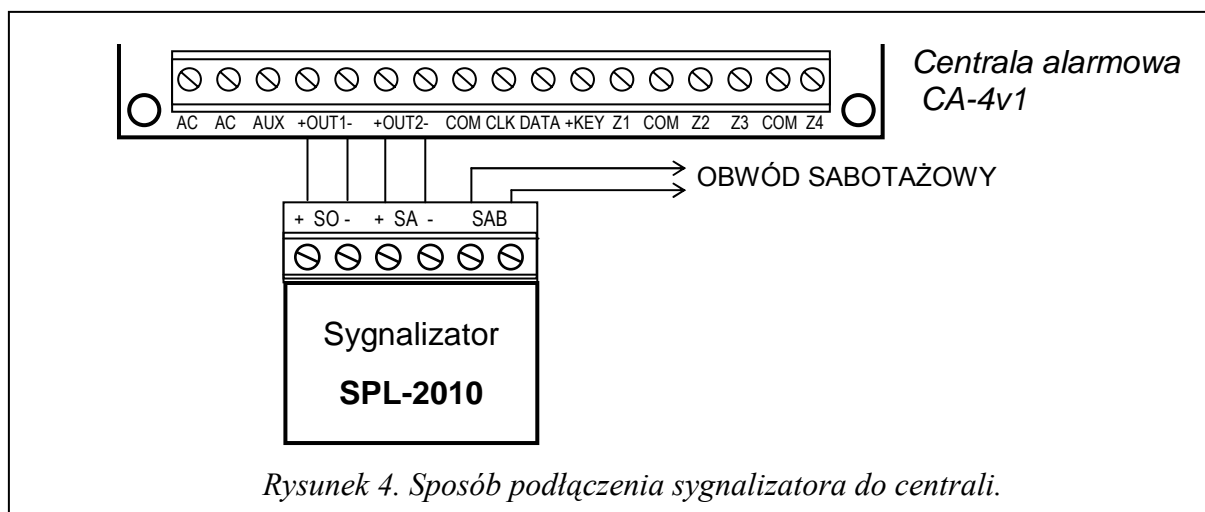 Centrala alarmowa
CA-4v1
AC AC AUX +OUT1- +OUT2- COM CLK DATA +KEY Z1 COM Z2 Z3 COM Z4
OBWÓD SABOTAŻOWY
+ SO - + SA - SAB
Sygnalizator
SPL-2010
Rysunek 4. Sposób podłączenia sygnalizatora do centrali.